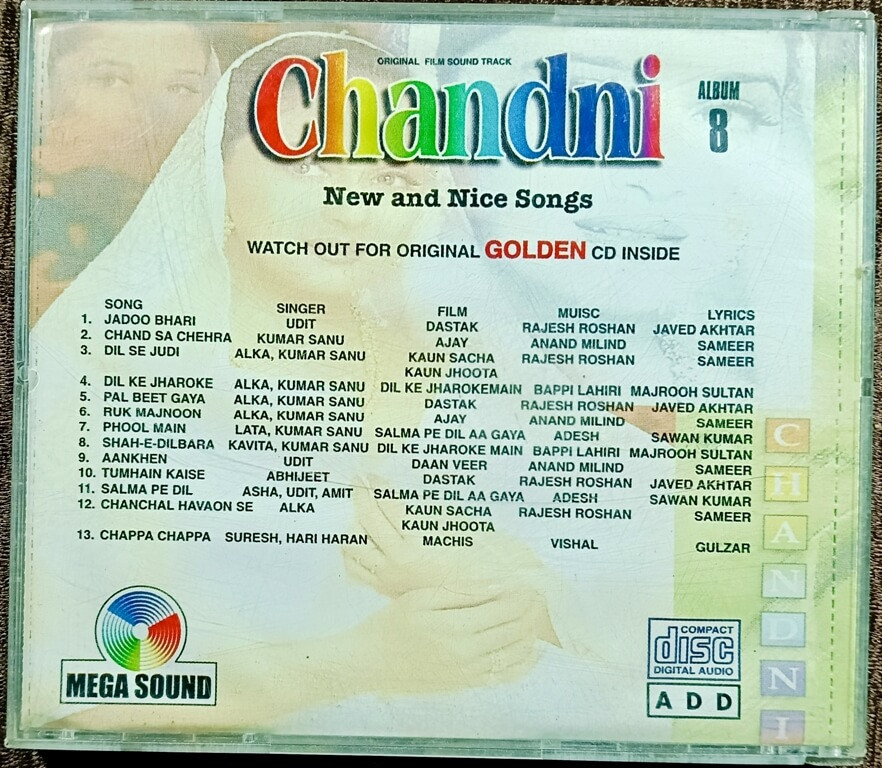 ORIGINAL FILM SOUND TRACK
Chandni
ALBUM
8
New and Nice Songs
WATCH OUT FOR ORIGINAL GOLDEN CD INSIDE
SONG SINGER FILM MUISC LYRICS
1. JADOO BHARI UDIT DASTAK RAJESH ROSHAN JAVED AKHTAR
2. CHAND SA CHEHRA KUMAR SANU AJAY ANAND MILIND SAMEER
3. DIL SE JUDI ALKA, KUMAR SANU KAUN SACHA RAJESH ROSHAN SAMEER
KAUN JHOOTA
4. DIL KE JHAROKE ALKA, KUMAR SANU DIL KE JHAROKEMAIN BAPPI LAHIRI MAJROOH SULTAN
5. PAL BEET GAYA ALKA, KUMAR SANU DASTAK RAJESH ROSHAN JAVED AKHTAR
6. RUK MAJNOON ALKA, KUMAR SANU AJAY ANAND MILIND SAMEER
7. PHOOL MAIN LATA, KUMAR SANU SALMA PE DIL AA GAYA ADESH SAWAN KUMAR
8. SHAH-E-DILBARA KAVITA, KUMAR SANU DIL KE JHAROKE MAIN BAPPI LAHIRI MAJROOH SULTAN
9. AANKHEN UDIT DAAN VEER ANAND MILIND SAMEER
10. TUMHAIN KAISE ABHIJEET DASTAK RAJESH ROSHAN JAVED AKHTAR
11. SALMA PE DIL ASHA, UDIT, AMIT SALMA PE DIL AA GAYA ADESH SAWAN KUMAR
12. CHANCHAL HAVAON SE ALKA KAUN SACHA RAJESH ROSHAN SAMEER
KAUN JHOOTA
13. CHAPPA CHAPPA SURESH, HARI HARAN MACHIS VISHAL GULZAR
CHANDNI
MEGA SOUND
COMPACT
disc
DIGITAL AUDIO
A D D